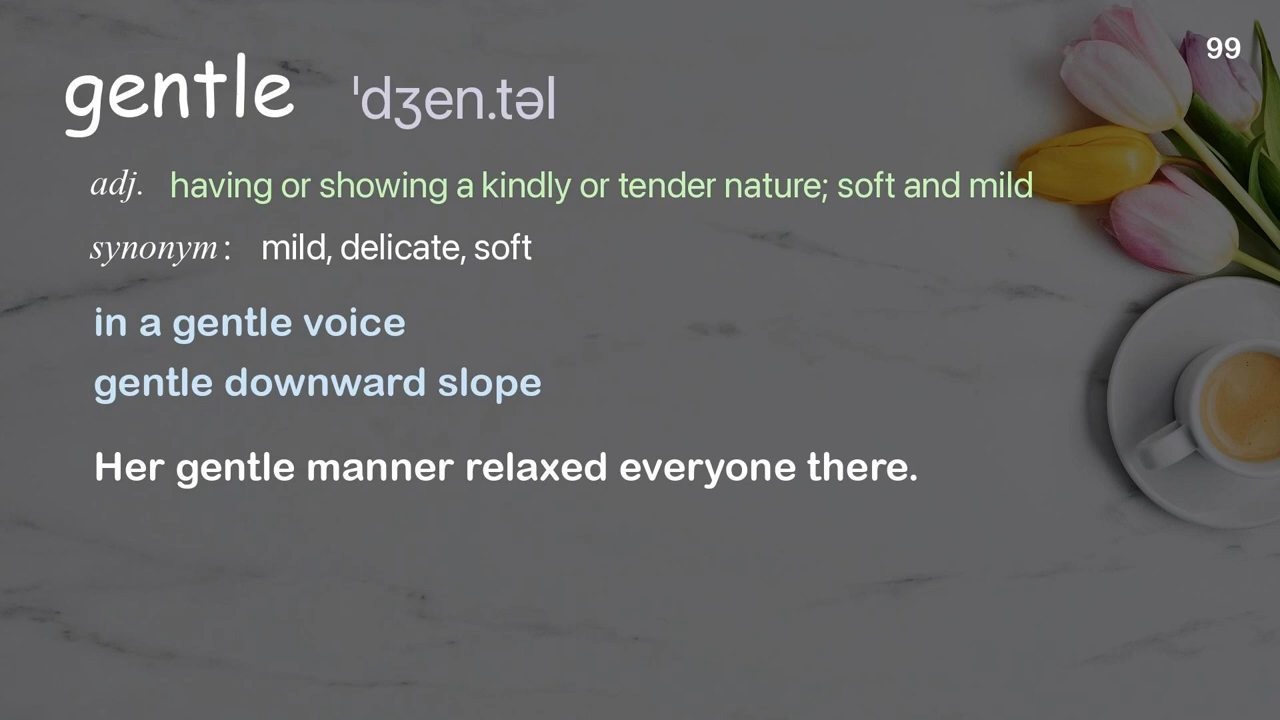 99
gentle ˈdʒen.təl
adj. having or showing a kindly or tender nature; soft and mild
synonym: mild, delicate, soft
in a gentle voice
gentle downward slope
Her gentle manner relaxed everyone there.